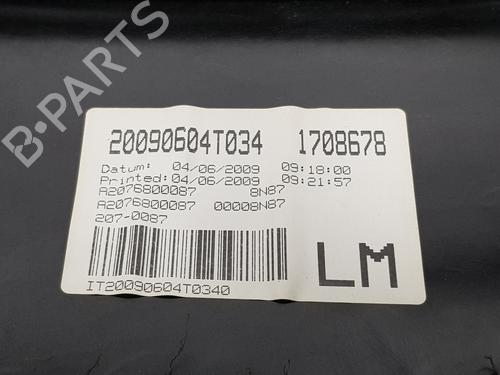 B-PARTS
20090604T034 1708678
Datum: 04/06/2009 09:18:00
Printed: 04/06/2009 09:21:57
A2076800087 8N87
A2076800087 00008N87
207-0087
LM
IT20090604T0340